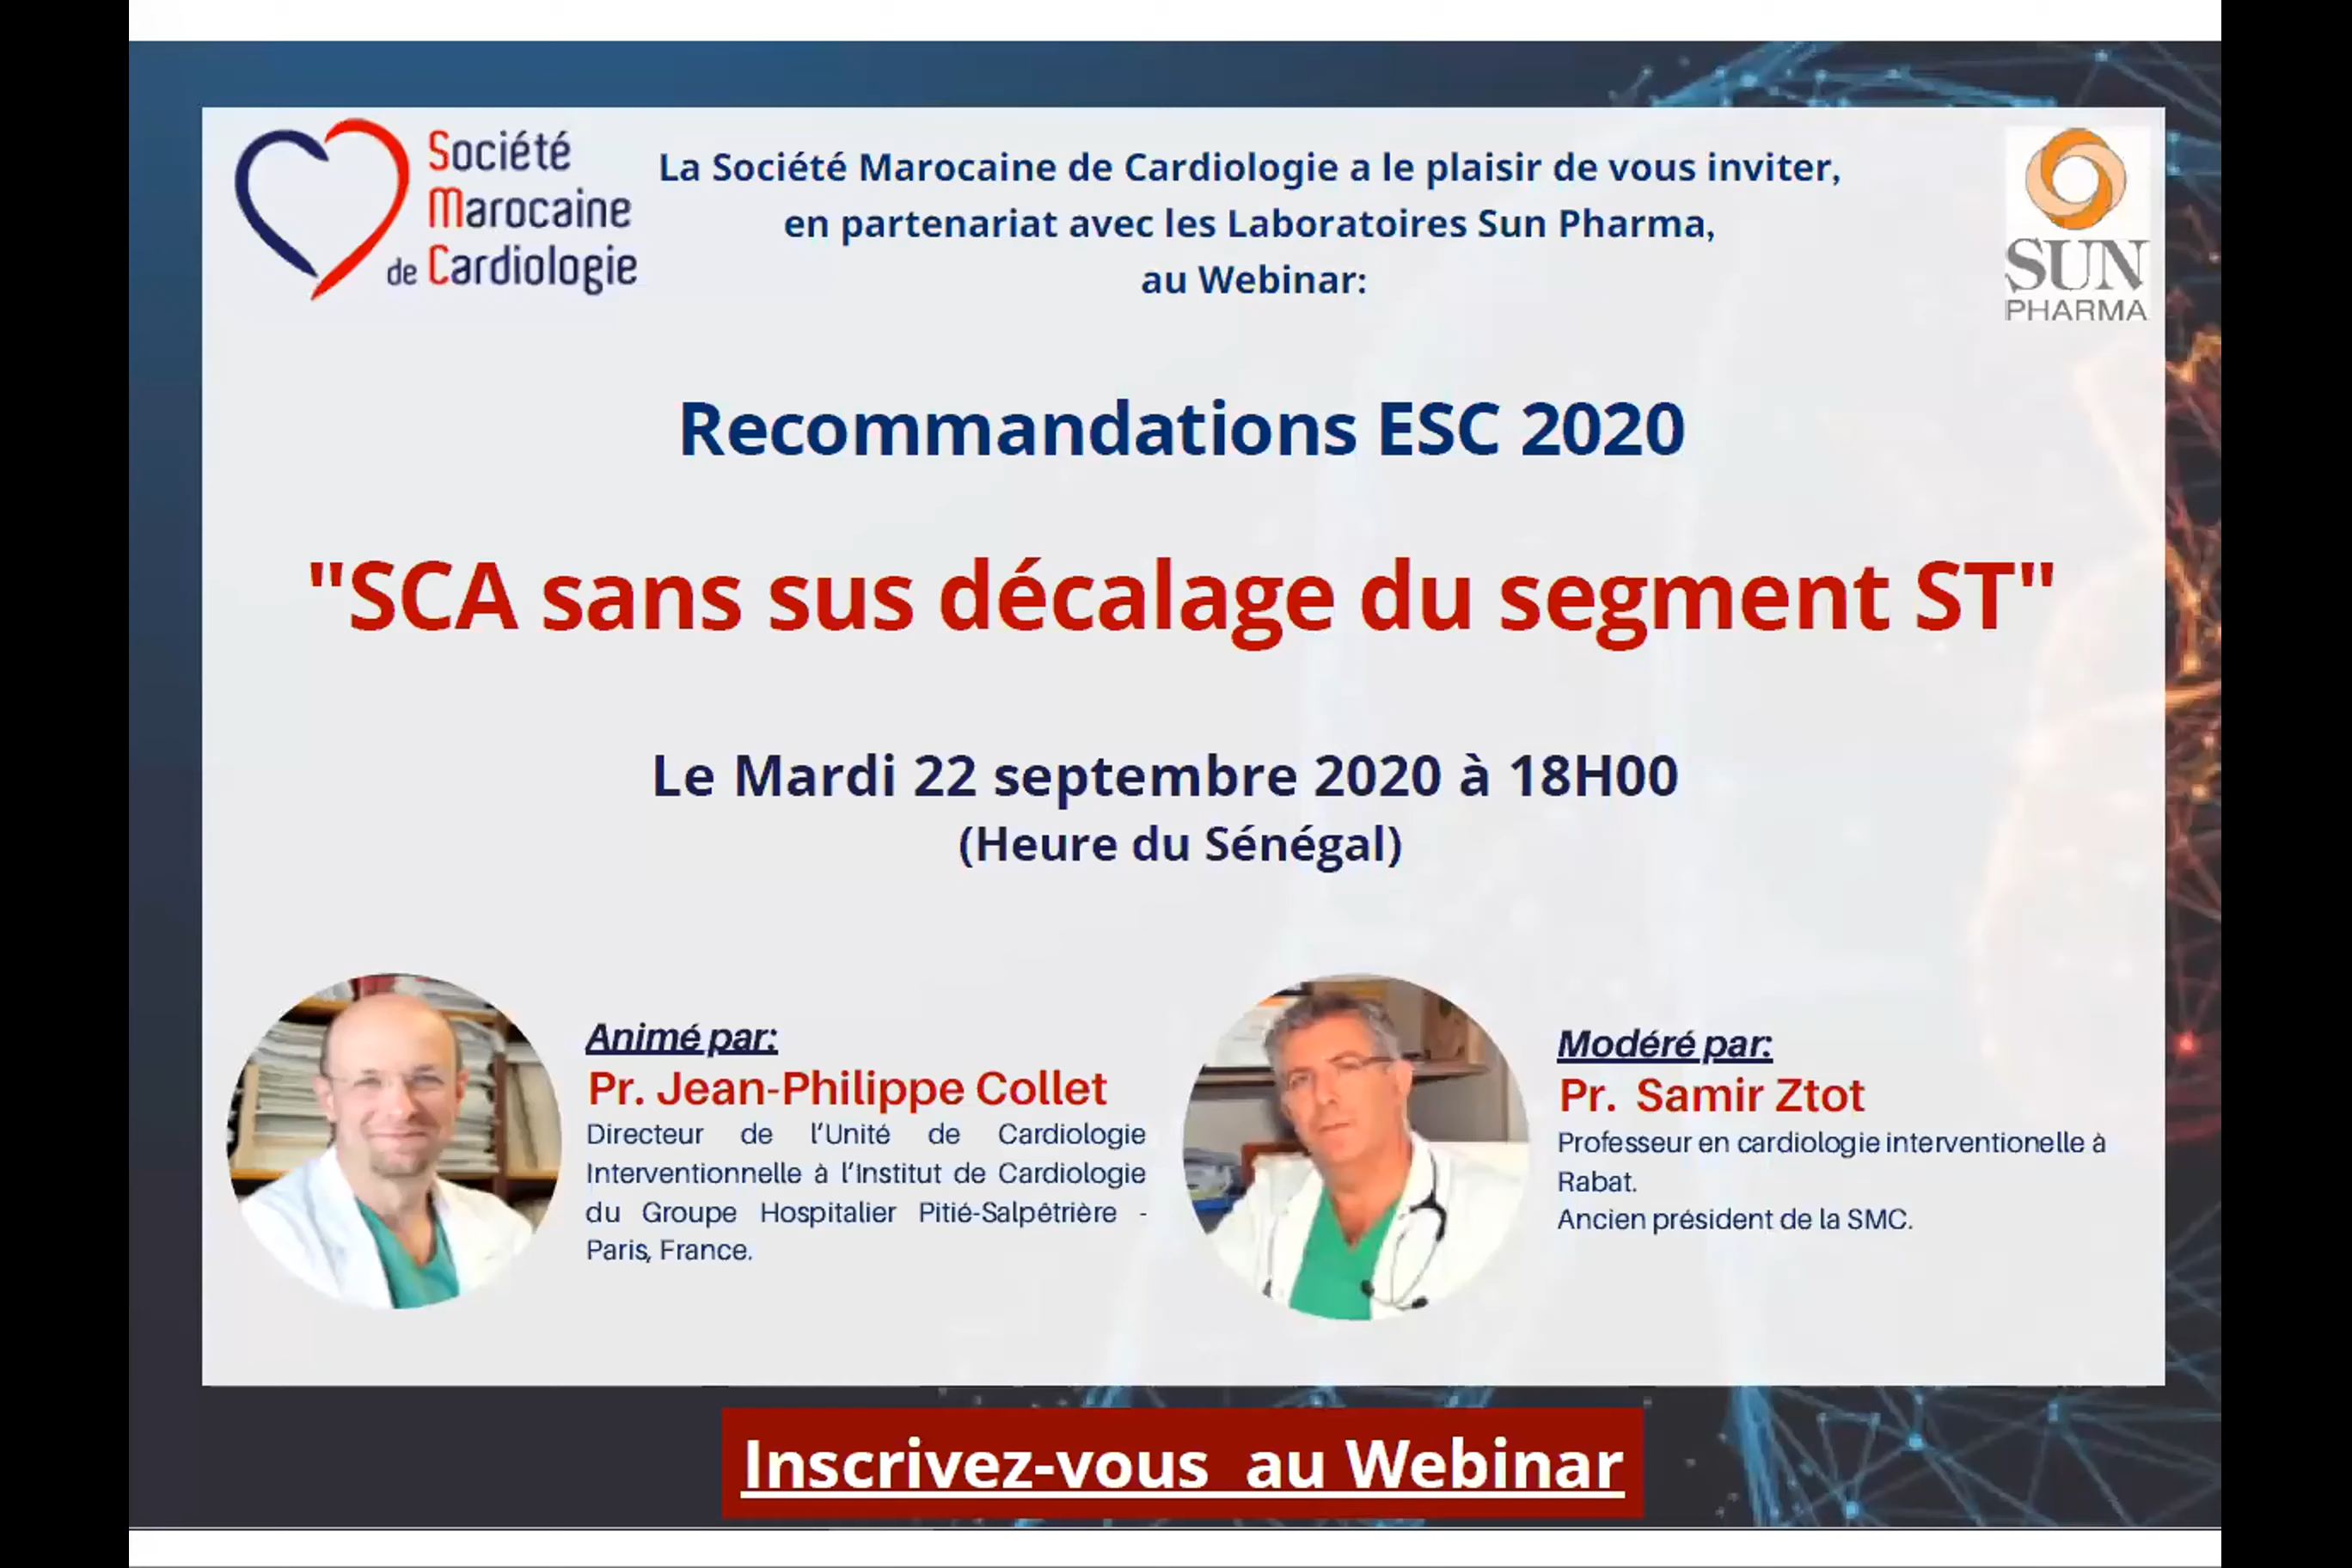 Société
Marocaine
de Cardiologie
La Société Marocaine de Cardiologie a le plaisir de vous inviter,
en partenariat avec les Laboratoires Sun Pharma,
au Webinar:
SUN
PHARMA
Recommandations ESC 2020
"SCA sans sus décalage du segment ST"
Le Mardi 22 septembre 2020 à 18H00
(Heure du Sénégal)
Animé par:
Pr. Jean-Philippe Collet
Directeur de l'Unité de Cardiologie
Interventionnelle à l'Institut de Cardiologie
du Groupe Hospitalier Pitié-Salpêtrière -
Paris, France.
Modéré par:
Pr. Samir Ztot
Professeur en cardiologie interventionelle à
Rabat.
Ancien président de la SMC.
Inscrivez-vous au Webinar